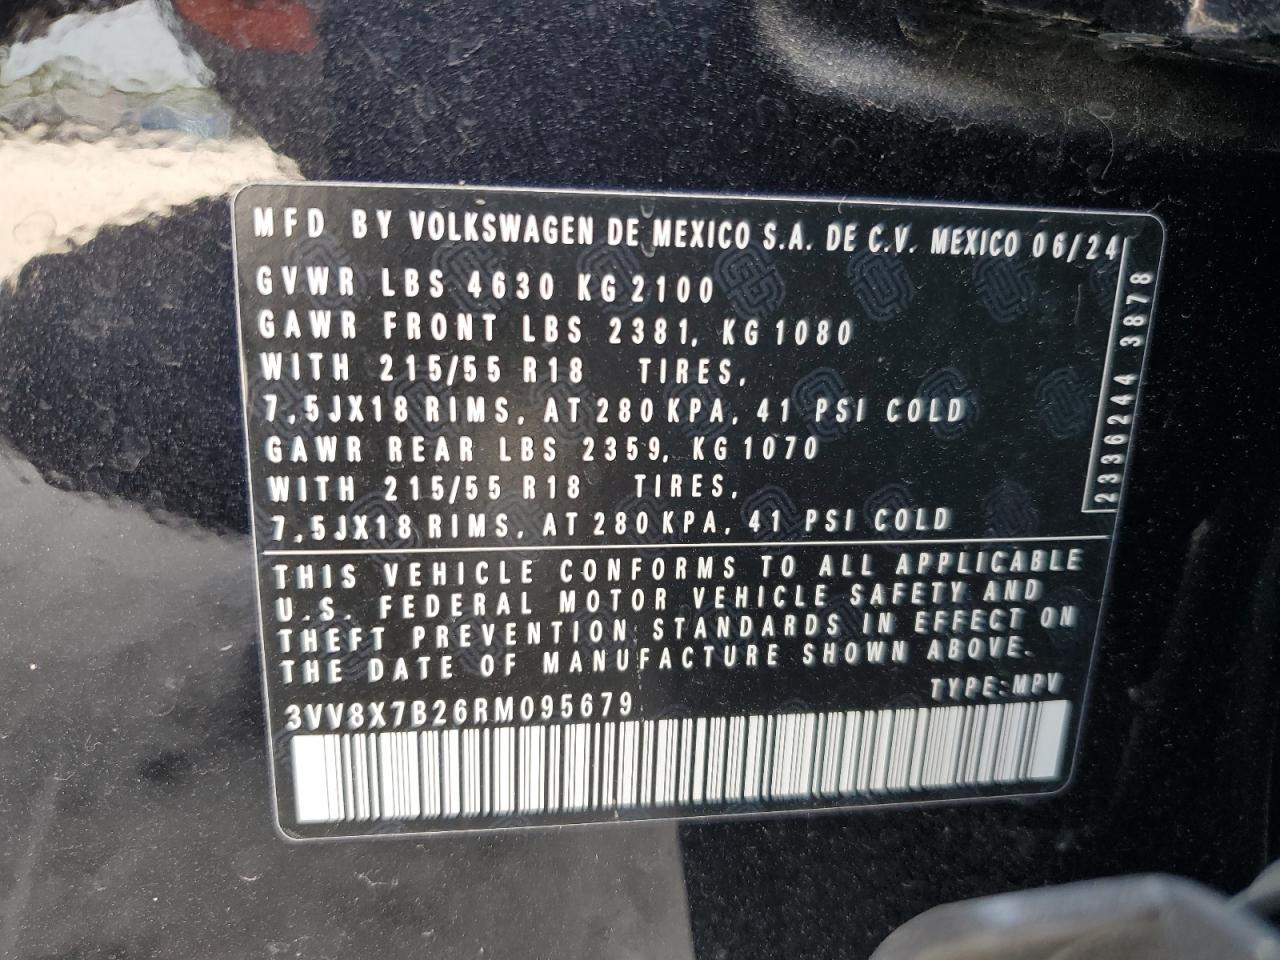 MFD BY VOLKSWAGEN DE MEXICO S.A. DE C.V. MEXICO 06/24
GVWR LBS 4630 KG 2100
GAWR FRONT LBS 2381, KG 1080
WITH 215/55 R18 TIRES,
7,5JX18 RIMS, AT 280 KPA, 41 PSI COLD
GAWR REAR LBS 2359, KG 1070
WITH 215/55 R18 TIRES,
7,5JX18 RIMS, AT 280 KPA, 41 PSI COLD
2336244 3878
THIS VEHICLE CONFORMS TO ALL APPLICABLE
U.S. FEDERAL MOTOR VEHICLE SAFETY AND
THEFT PREVENTION STANDARDS IN EFFECT ON
THE DATE OF MANUFACTURE SHOWN ABOVE.
TYPE:MPV
3VV8X7B26RM095679